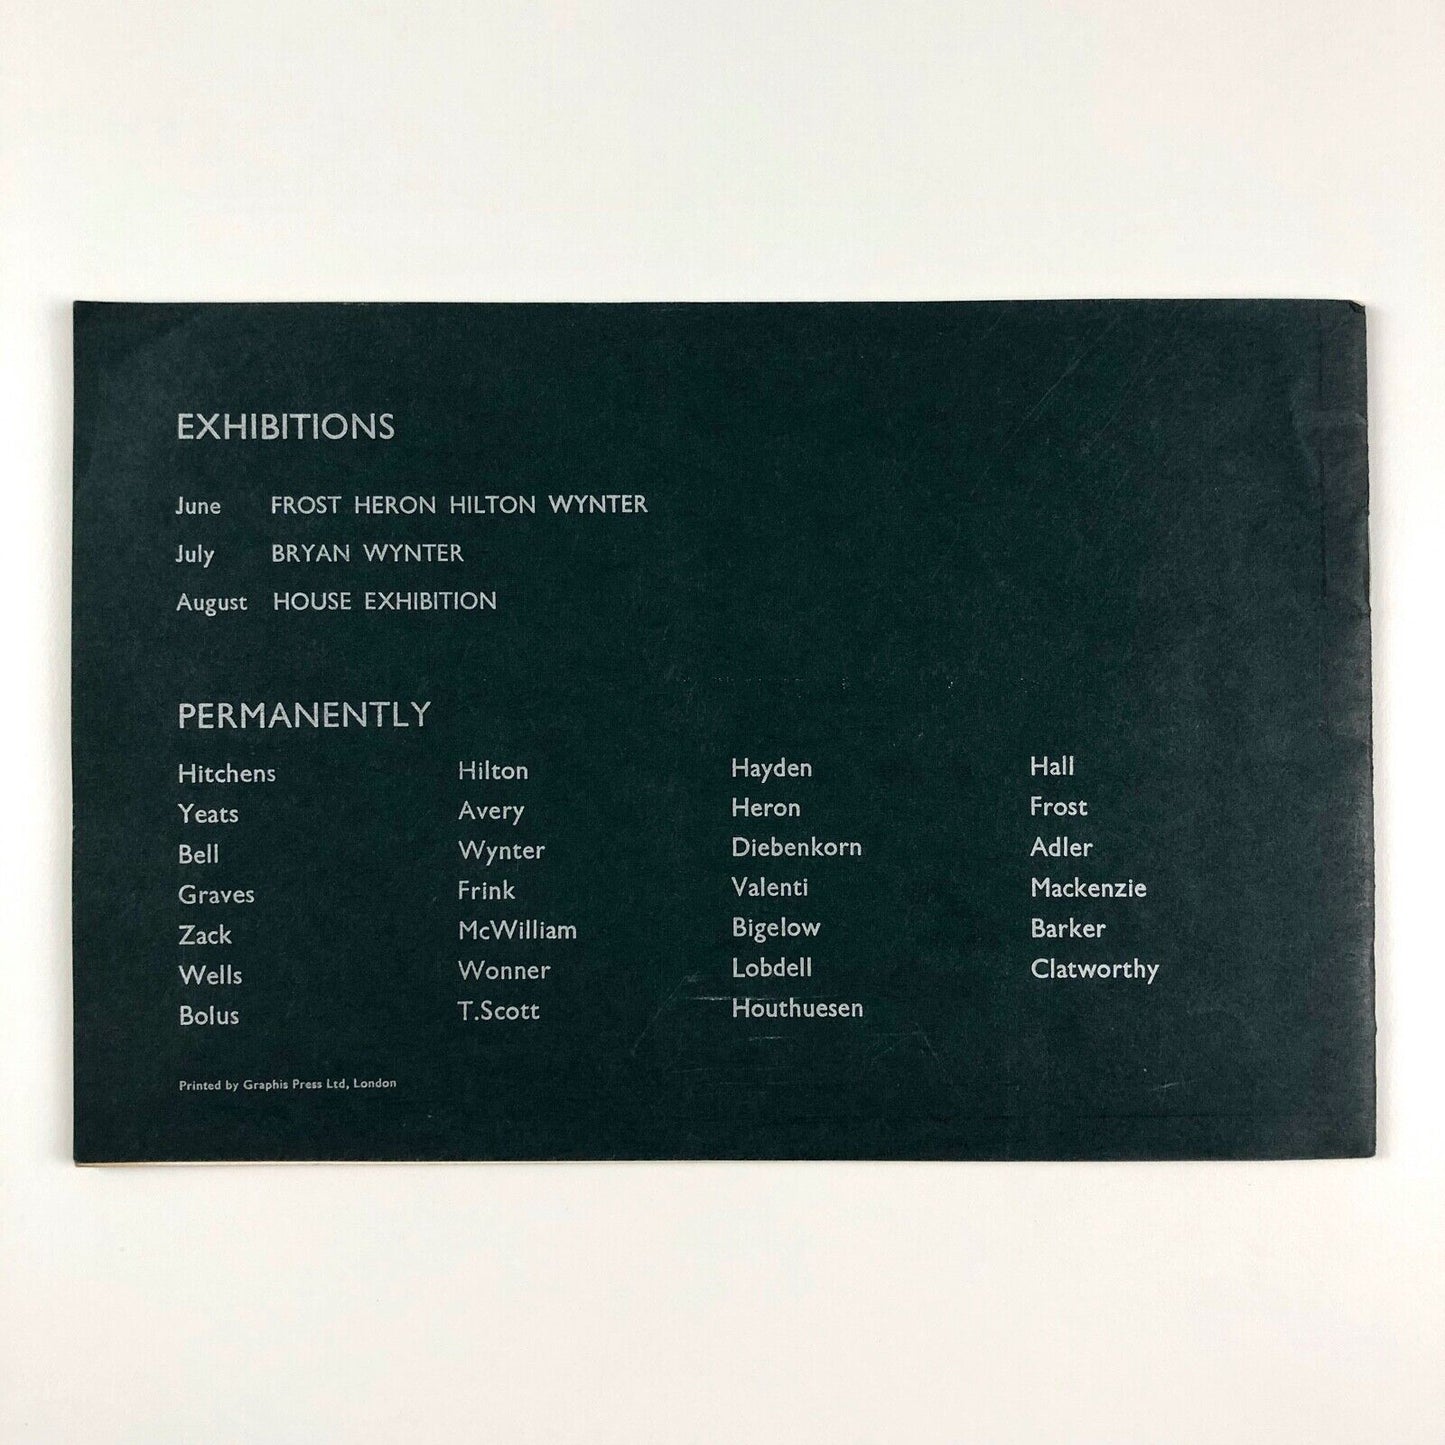 EXHIBITIONS
June FROST HERON HILTON WYNTER
July BRYAN WYNTER
August HOUSE EXHIBITION
PERMANENTLY
Hitchens Hilton Hayden Hall
Yeats Avery Heron Frost
Bell Wynter Diebenkorn Adler
Graves Frink Valenti Mackenzie
Zack McWilliam Bigelow Barker
Wells Wonner Lobdell Clatworthy
Bolus T.Scott Houthuesen
Printed by Graphis Press Ltd, London